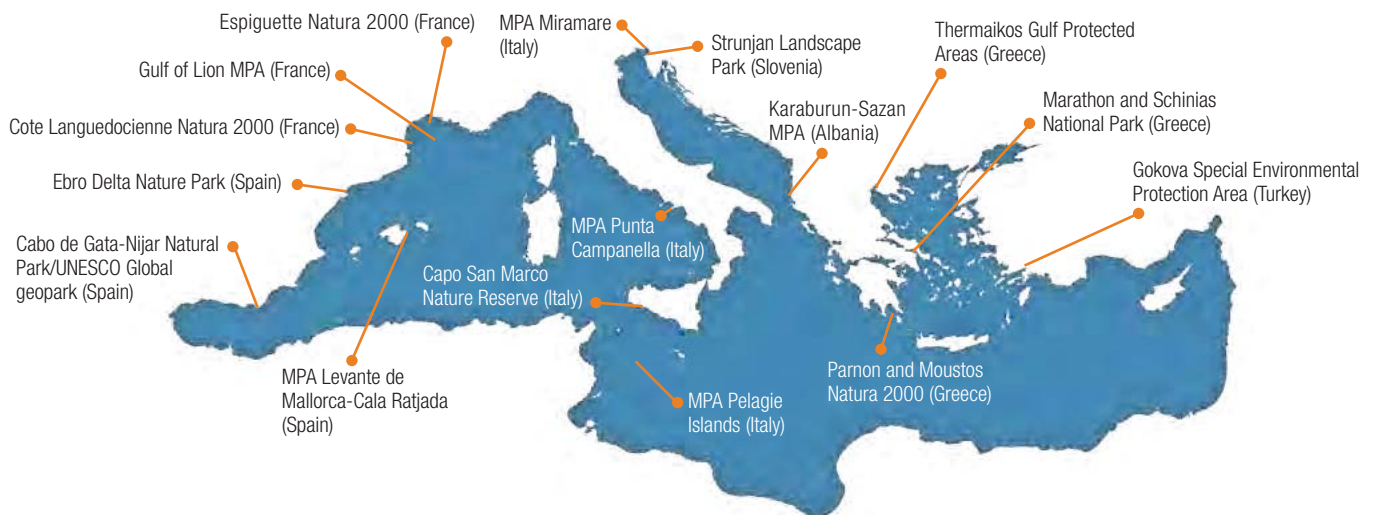 Espiguette Natura 2000 (France)
Gulf of Lion MPA (France)
Cote Languedocienne Natura 2000 (France)
Ebro Delta Nature Park (Spain)
Cabo de Gata-Nijar Natural
Park/UNESCO Global
geopark (Spain)
MPA Levante de
Mallorca-Cala Ratjada
(Spain)
MPA Miramare
(Italy)
Strunjan Landscape
Park (Slovenia)
Karaburun-Sazan
MPA (Albania)
MPA Punta
Campanella (Italy)
Capo San Marco
Nature Reserve (Italy)
MPA Pelagie
Islands (Italy)
Thermaikos Gulf Protected
Areas (Greece)
Marathon and Schinias
National Park (Greece)
Gokova Special Environmental
Protection Area (Turkey)
Parnon and Moustos
Natura 2000 (Greece)